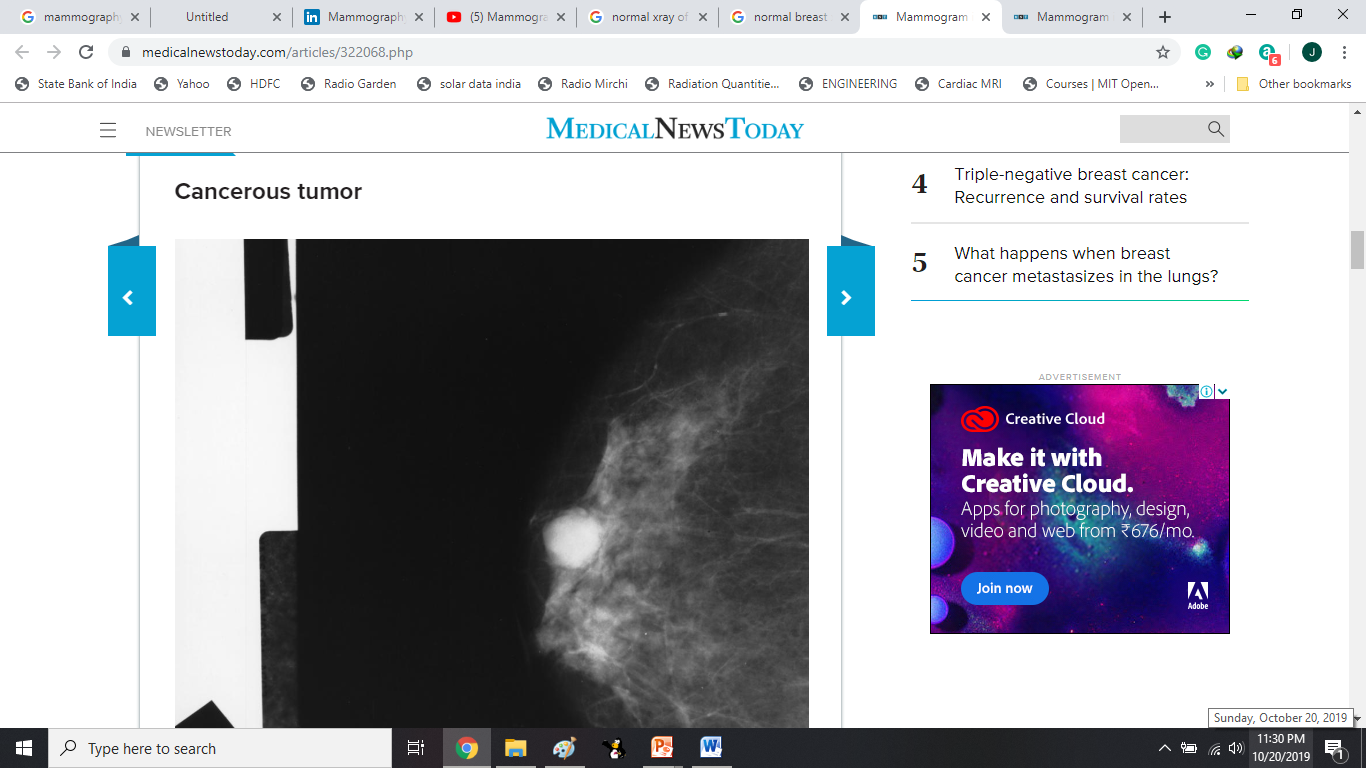 mammography
Untitled
Mammography
(5) Mammogra
normal xray of
normal breast
Mammogram
Mammogram
medicalnewstoday.com/articles/322068.php
6
J
State Bank of India
Yahoo
HDFC
Radio Garden
solar data india
Radio Mirchi
Radiation Quantitie...
ENGINEERING
Cardiac MRI
Courses | MIT Open...
»
Other bookmarks
NEWSLETTER
MEDICALNEWSTODAY
Cancerous tumor
4
Triple-negative breast cancer:
Recurrence and survival rates
5
What happens when breast
cancer metastasizes in the lungs?
ADVERTISEMENT
Creative Cloud
Make it with
Creative Cloud.
Apps for photography, design,
video and web from ₹676/mo.
Join now
Adobe
Sunday, October 20, 2019
Type here to search
11:30 PM
10/20/2019
1